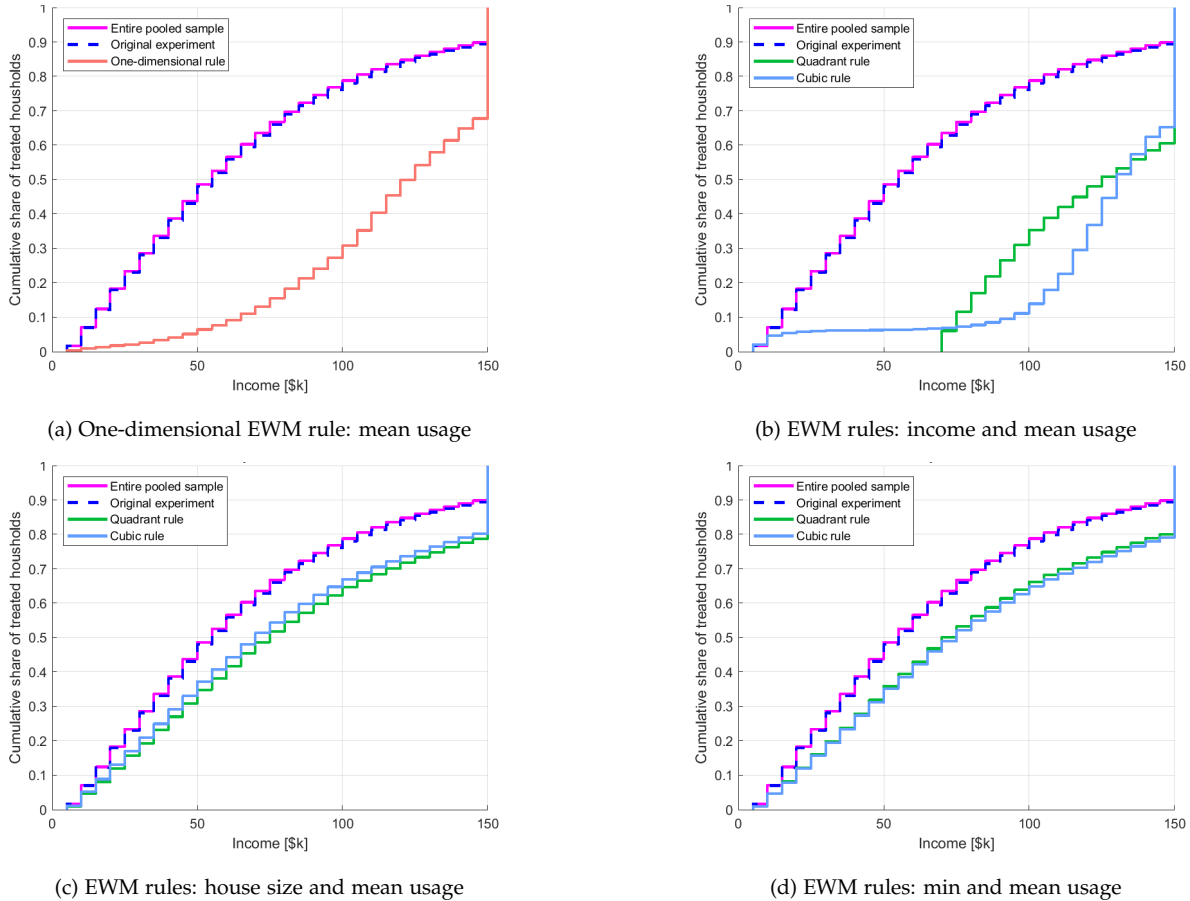 1
0.9
0.8
0.7
0.6
0.5
0.4
0.3
0.2
0.1
0
Cumulative share of treated housholds
Entire pooled sample
Original experiment
One-dimensional rule
0 50 100 150
Income [$k]
(a) One-dimensional EWM rule: mean usage
1
0.9
0.8
0.7
0.6
0.5
0.4
0.3
0.2
0.1
0
Cumulative share of treated housholds
Entire pooled sample
Original experiment
Quadrant rule
Cubic rule
0 50 100 150
Income [$k]
(b) EWM rules: income and mean usage
1
0.9
0.8
0.7
0.6
0.5
0.4
0.3
0.2
0.1
0
Cumulative share of treated housholds
Entire pooled sample
Original experiment
Quadrant rule
Cubic rule
0 50 100 150
Income [$k]
(c) EWM rules: house size and mean usage
1
0.9
0.8
0.7
0.6
0.5
0.4
0.3
0.2
0.1
0
Cumulative share of treated housholds
Entire pooled sample
Original experiment
Quadrant rule
Cubic rule
0 50 100 150
Income [$k]
(d) EWM rules: min and mean usage